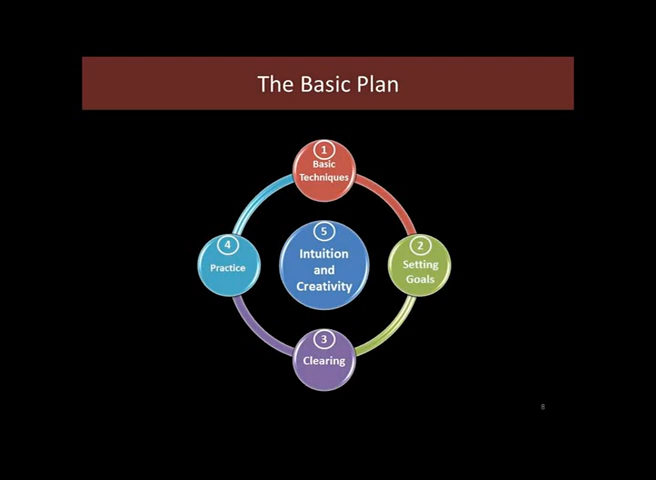 The Basic Plan
1
Basic
Techniques
2
Setting
Goals
3
Clearing
4
Practice
5
Intuition
and
Creativity
8